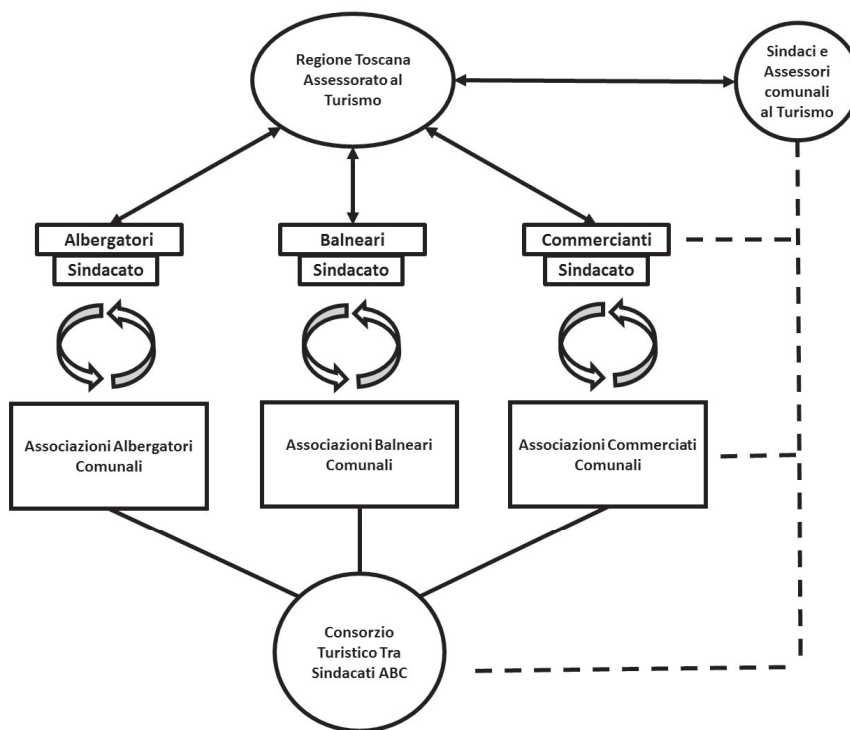 Regione Toscana
Assessorato al
Turismo
Sindaci e
Assessori
comunali
al Turismo
Albergatori
Sindacato
Balneari
Sindacato
Commercianti
Sindacato
Associazioni Albergatori
Comunali
Associazioni Balneari
Comunali
Associazioni Commerciati
Comunali
Consorzio
Turistico Tra
Sindacati ABC